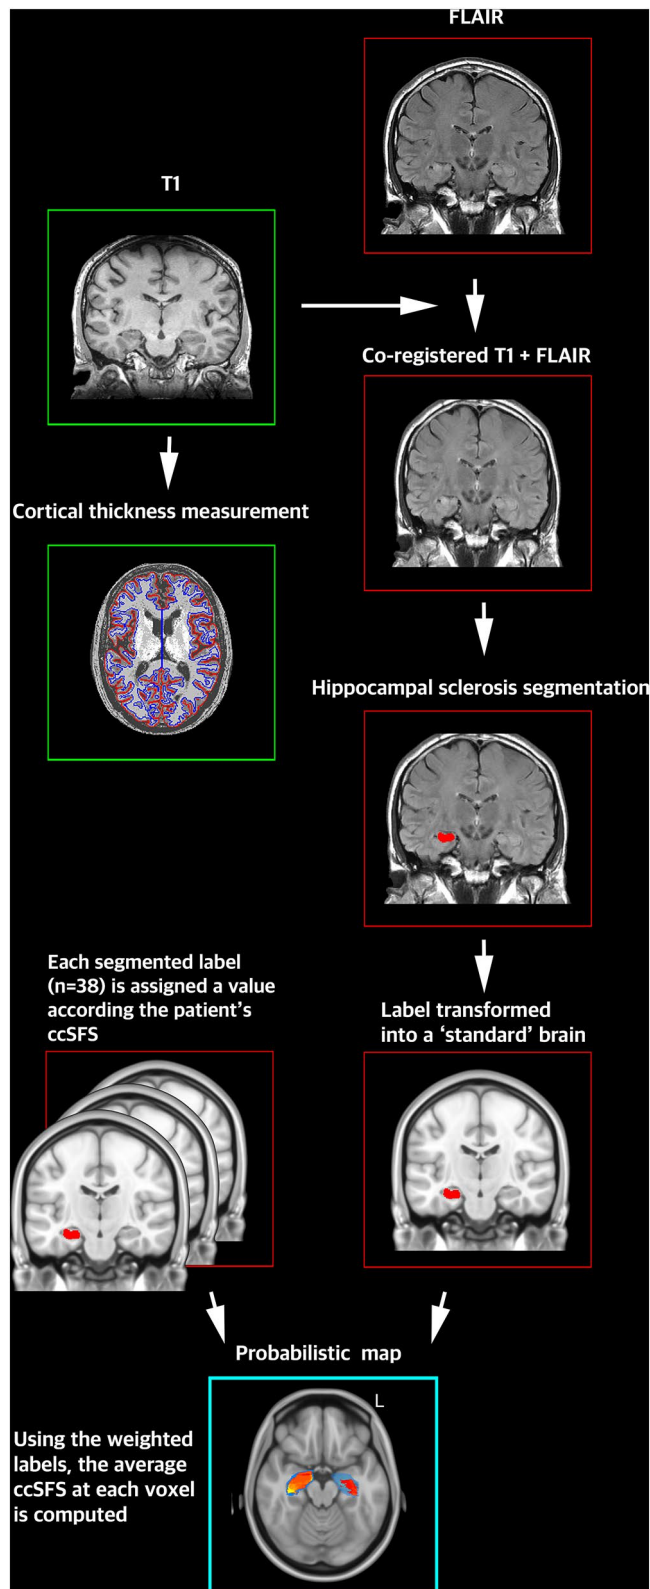 FLAIR
T1
Co-registered T1 + FLAIR
Cortical thickness measurement
Hippocampal sclerosis segmentation
Each segmented label
(n=38) is assigned a value
according the patient's
ccSFS
Label transformed
into a 'standard' brain
Probabilistic map
L
Using the weighted
labels, the average
ccSFS at each voxel
is computed